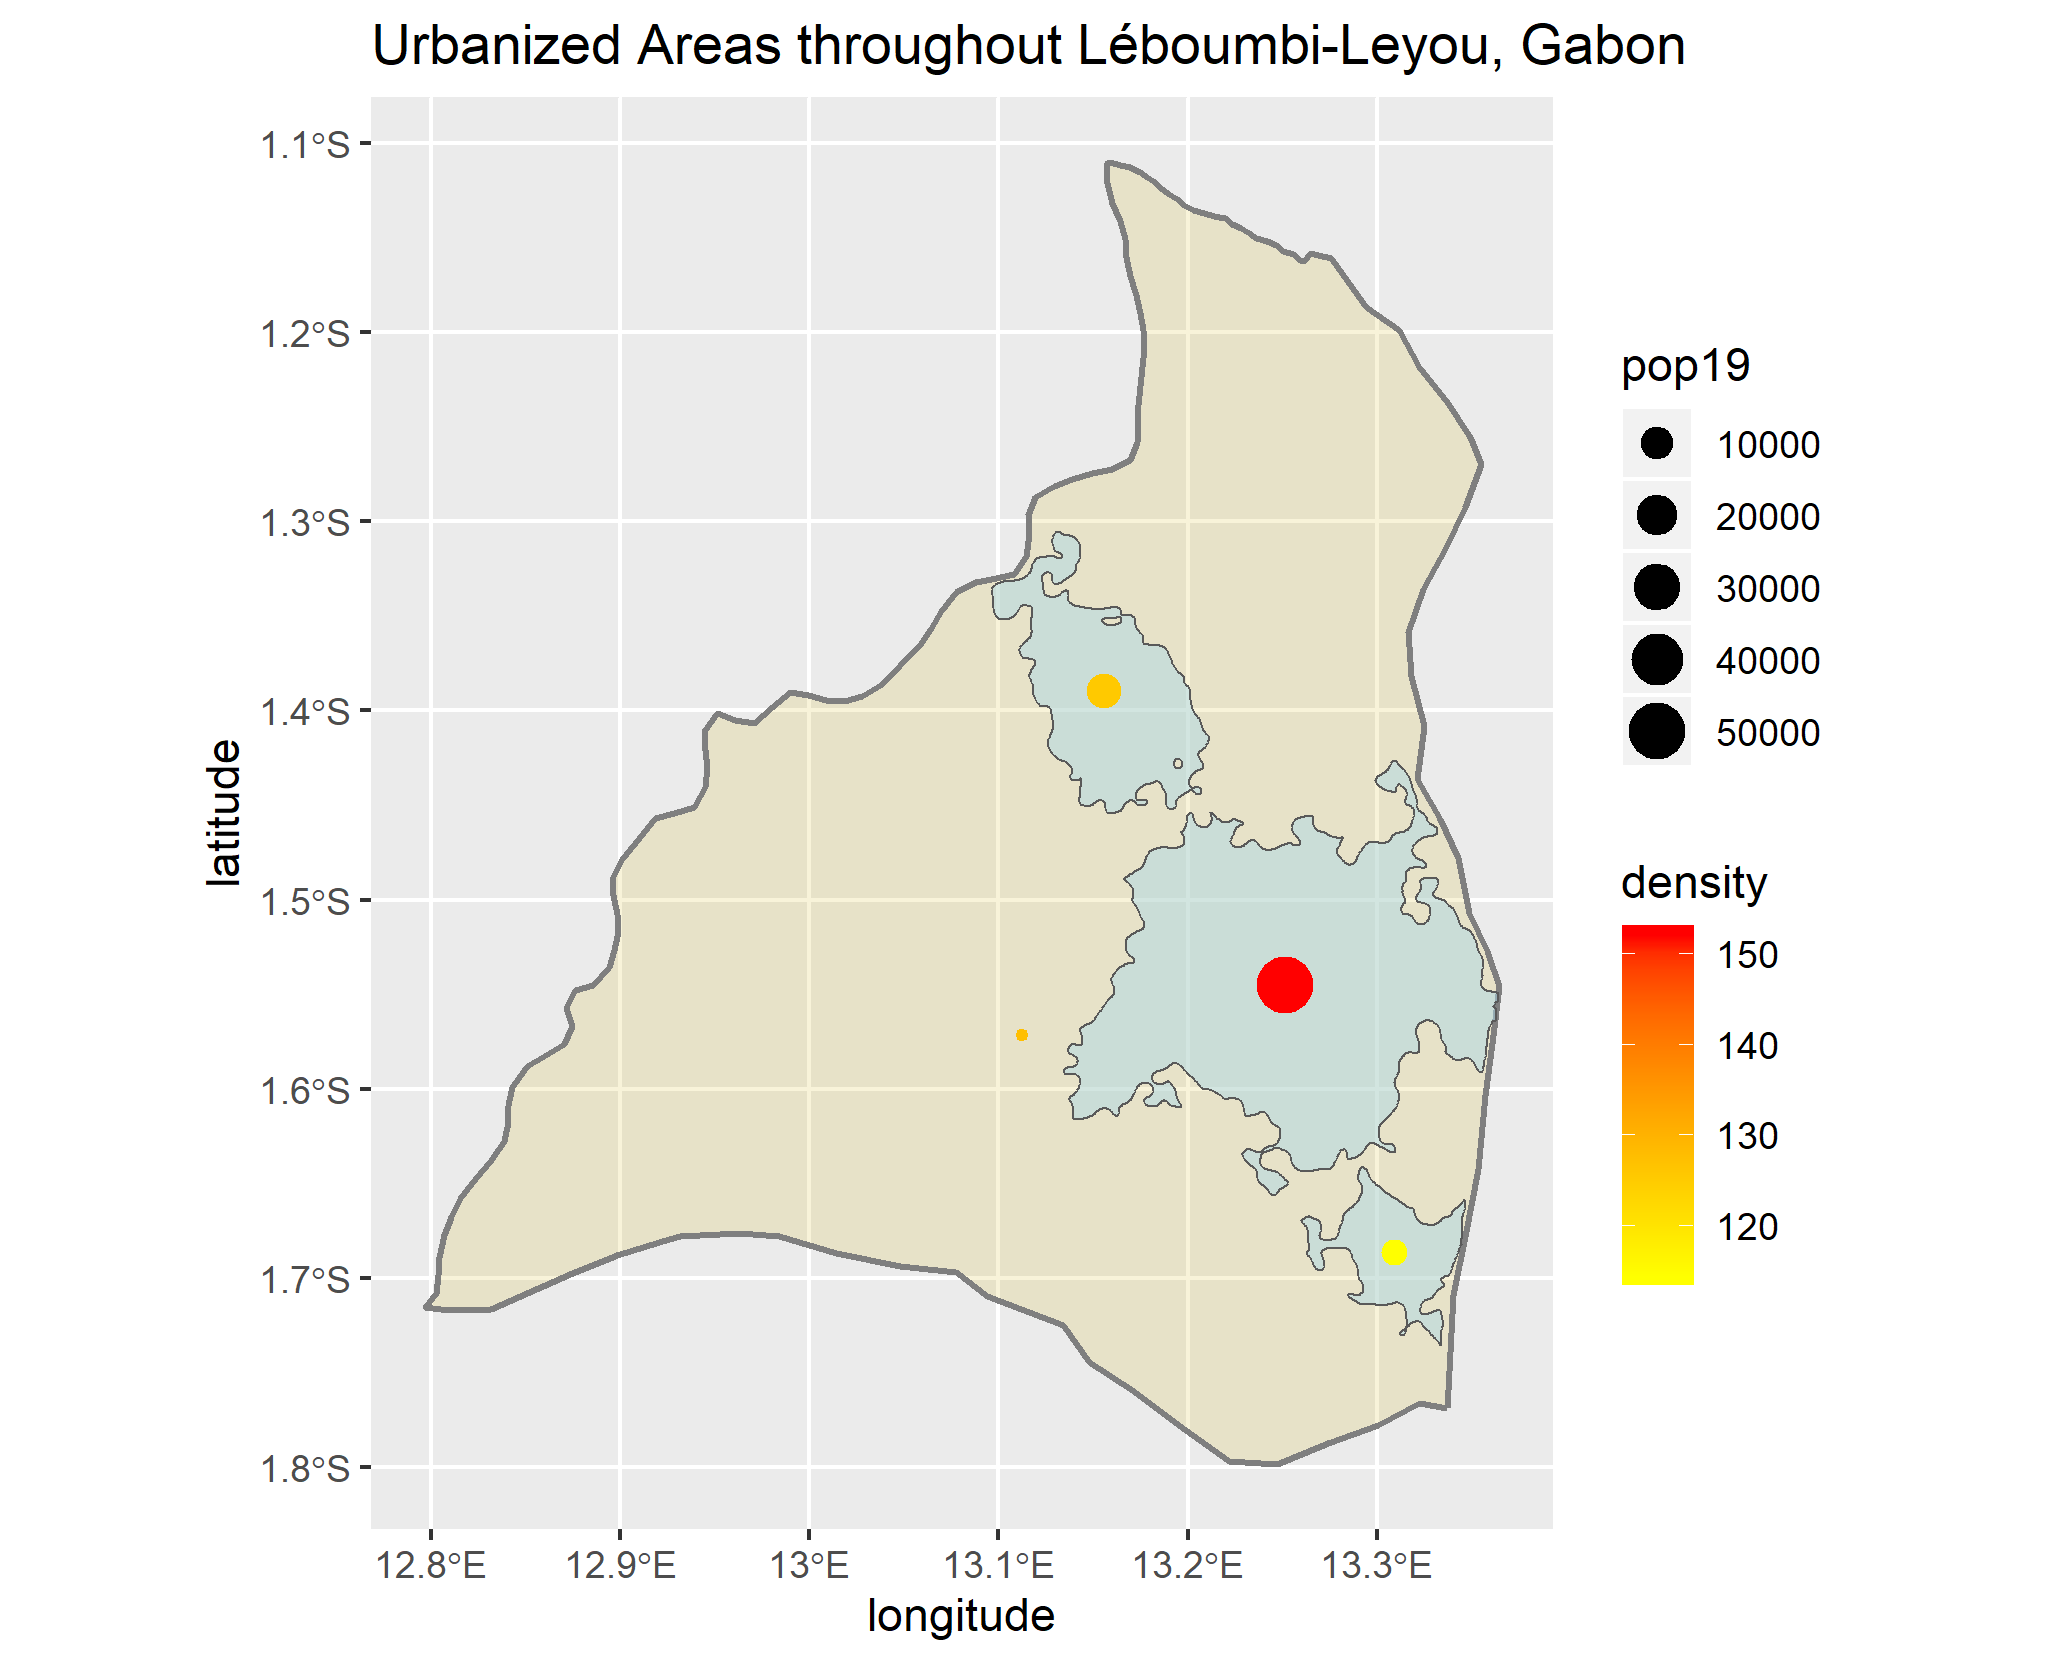 Urbanized Areas throughout Léboumbi-Leyou, Gabon
1.1°S
1.2°S
1.3°S
1.4°S
1.5°S
1.6°S
1.7°S
1.8°S
latitude
12.8°E
12.9°E
13°E
13.1°E
13.2°E
13.3°E
longitude
pop19
10000
20000
30000
40000
50000
density
150
140
130
120